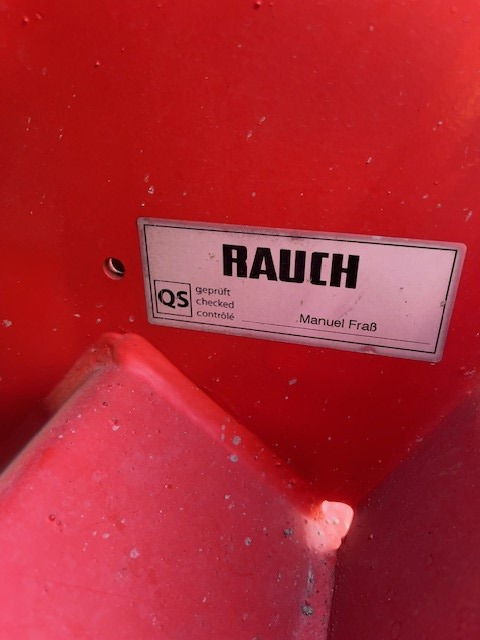 RAUCH
QS
geprüft
checked
contrôlé
Manuel Fraß